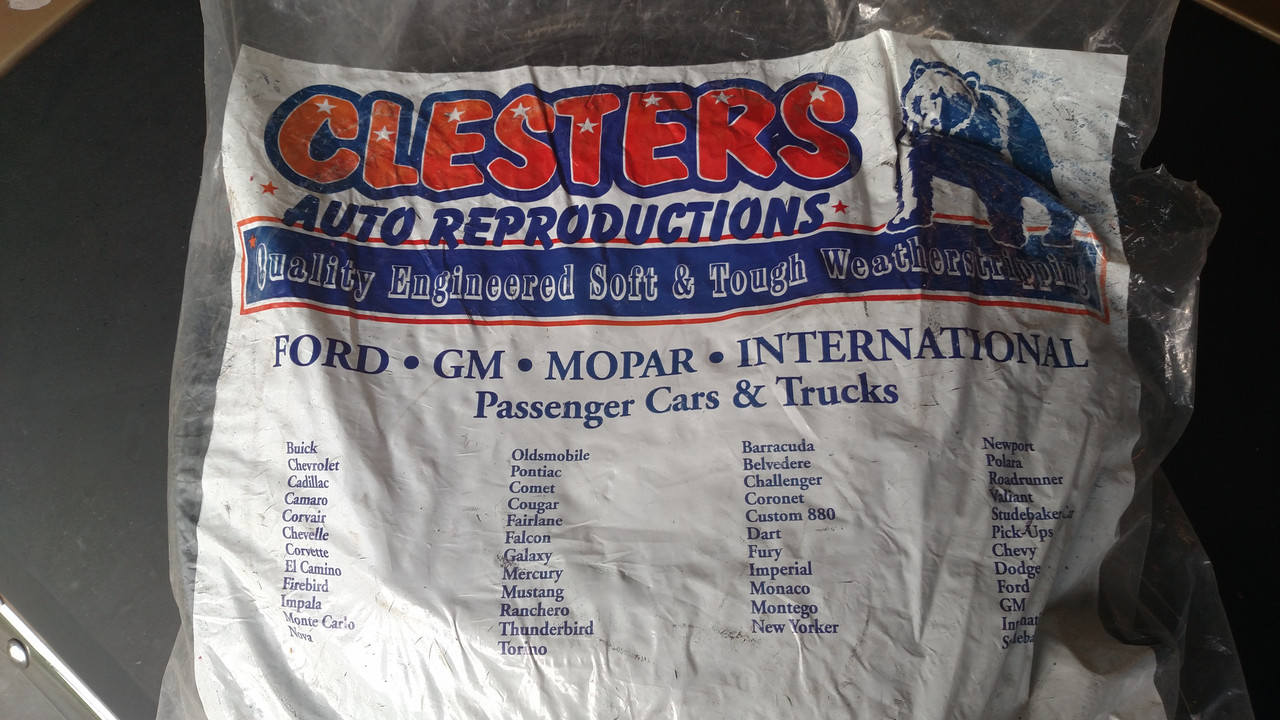 CLESTERS
AUTO REPRODUCTIONS
Quality Engineered Soft & Tough Weatherstripping
FORD • GM • MOPAR • INTERNATIONAL
Passenger Cars & Trucks
Buick
Chevrolet
Cadillac
Camaro
Corvair
Chevelle
Corvette
El Camino
Firebird
Impala
Monte Carlo
Nova
Oldsmobile
Pontiac
Comet
Cougar
Fairlane
Falcon
Galaxy
Mercury
Mustang
Ranchero
Thunderbird
Torino
Barracuda
Belvedere
Challenger
Coronet
Custom 880
Dart
Fury
Imperial
Monaco
Montego
New Yorker
Newport
Polara
Roadrunner
Valiant
Studebaker
Pick-Ups
Chevy
Dodge
Ford
GM